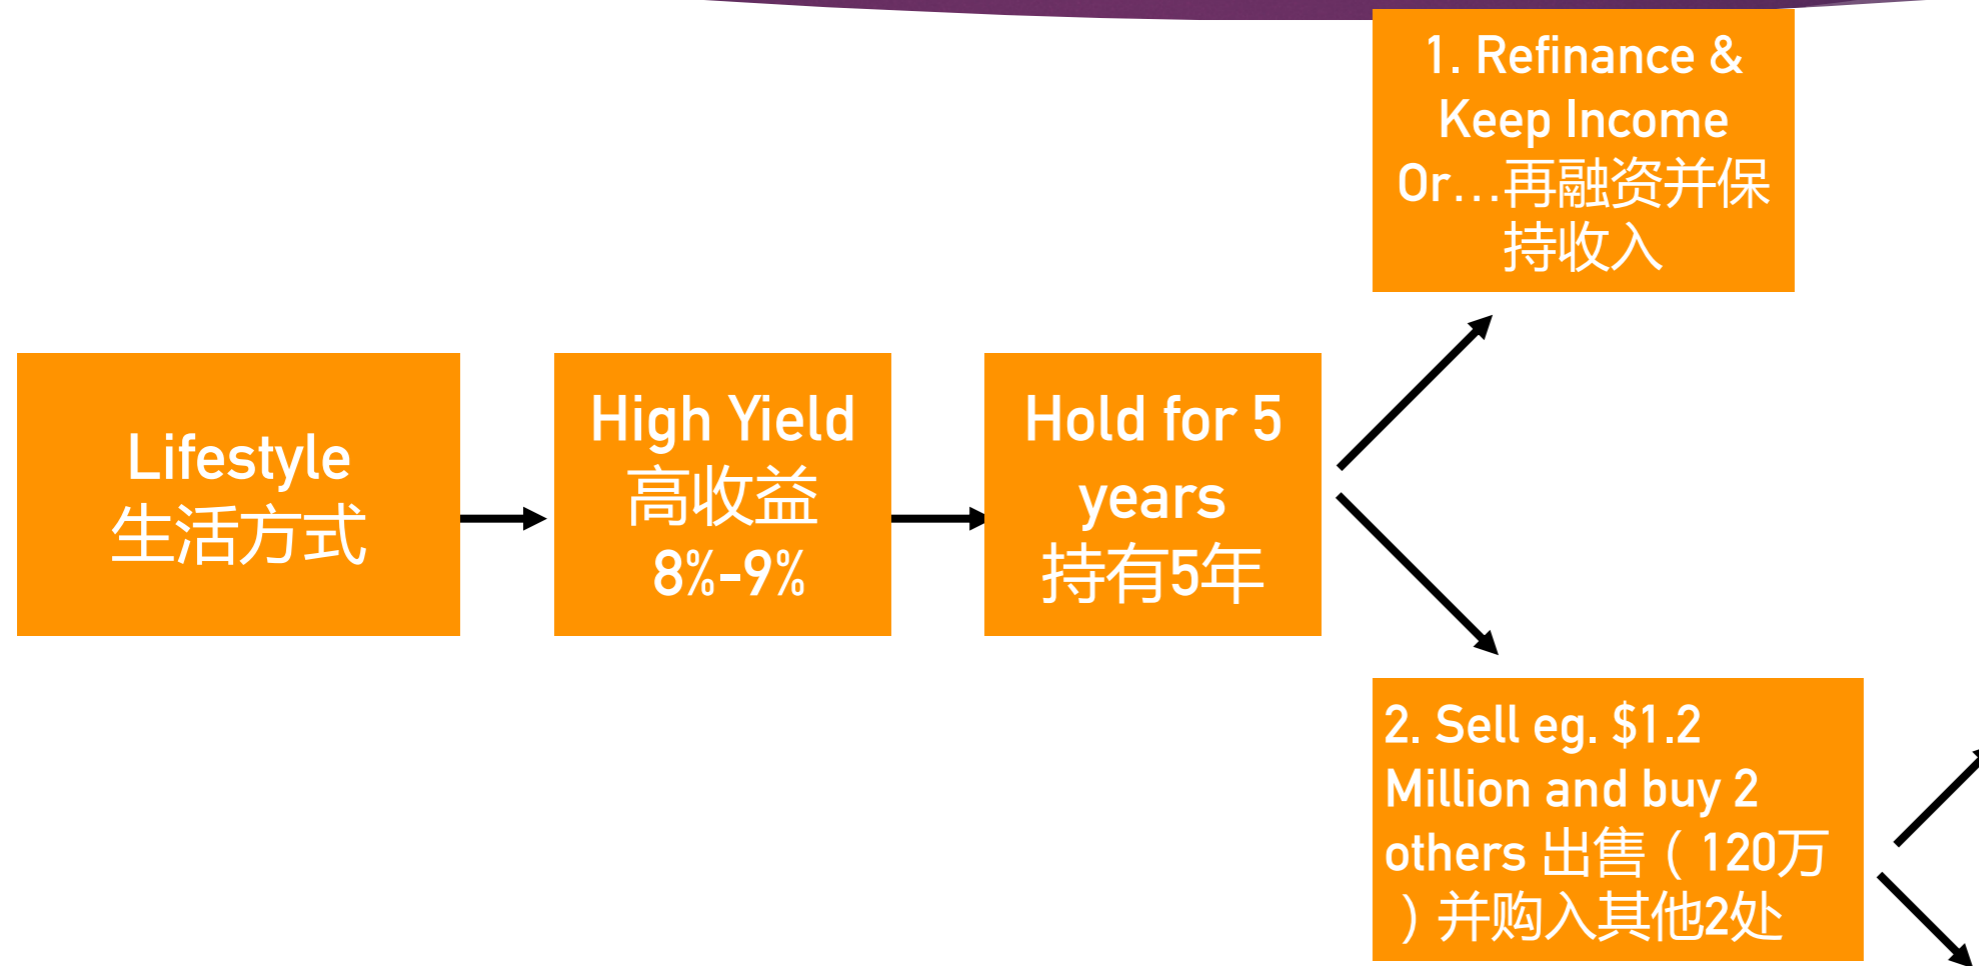 1. Refinance &
Keep Income
Or...再融资并保
持收入
Lifestyle
生活方式
High Yield
高收益
8%-9%
Hold for 5
years
持有5年
2. Sell eg. $1.2
Million and buy 2
others 出售（120万
）并购入其他2处